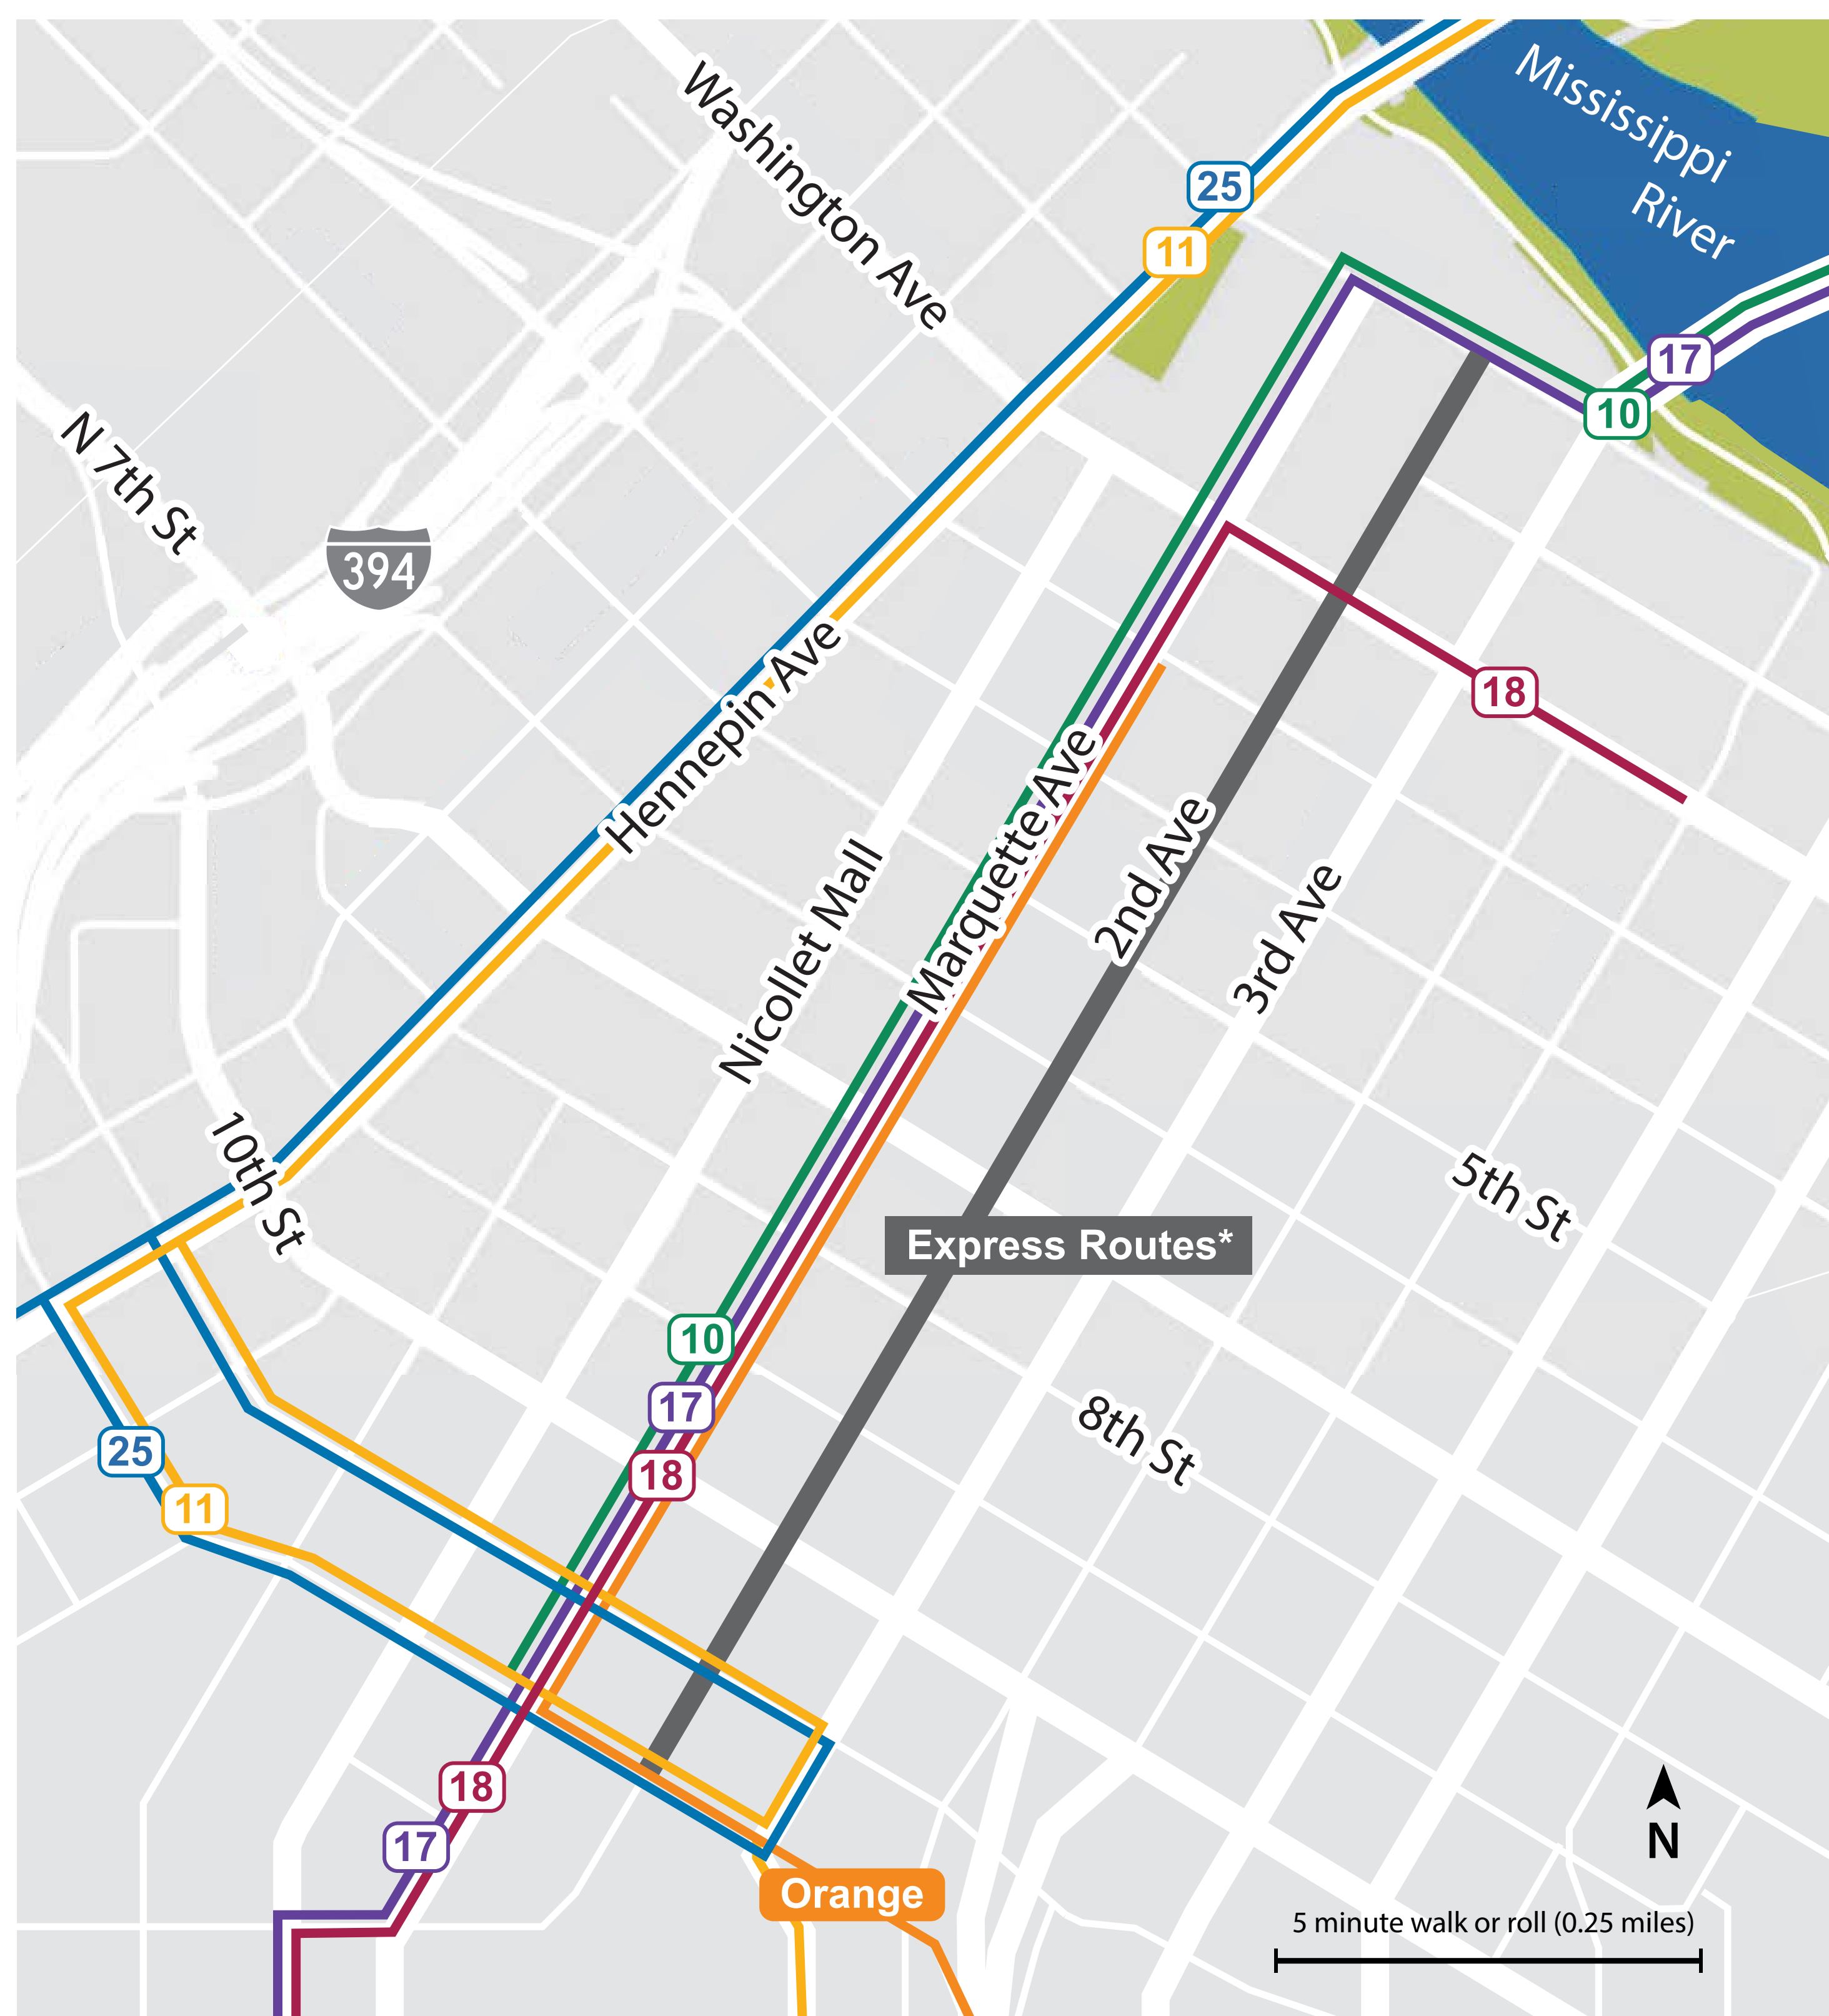 Mississippi
River
Washington Ave
25
11
17
10
N 7th St
394
18
Hennepin Ave
Marquette Ave
2nd Ave
Nicollet Mall
3rd Ave
10th St
5th St
Express Routes*
10
17
18
8th St
25
11
18
17
N
Orange
5 minute walk or roll (0.25 miles)